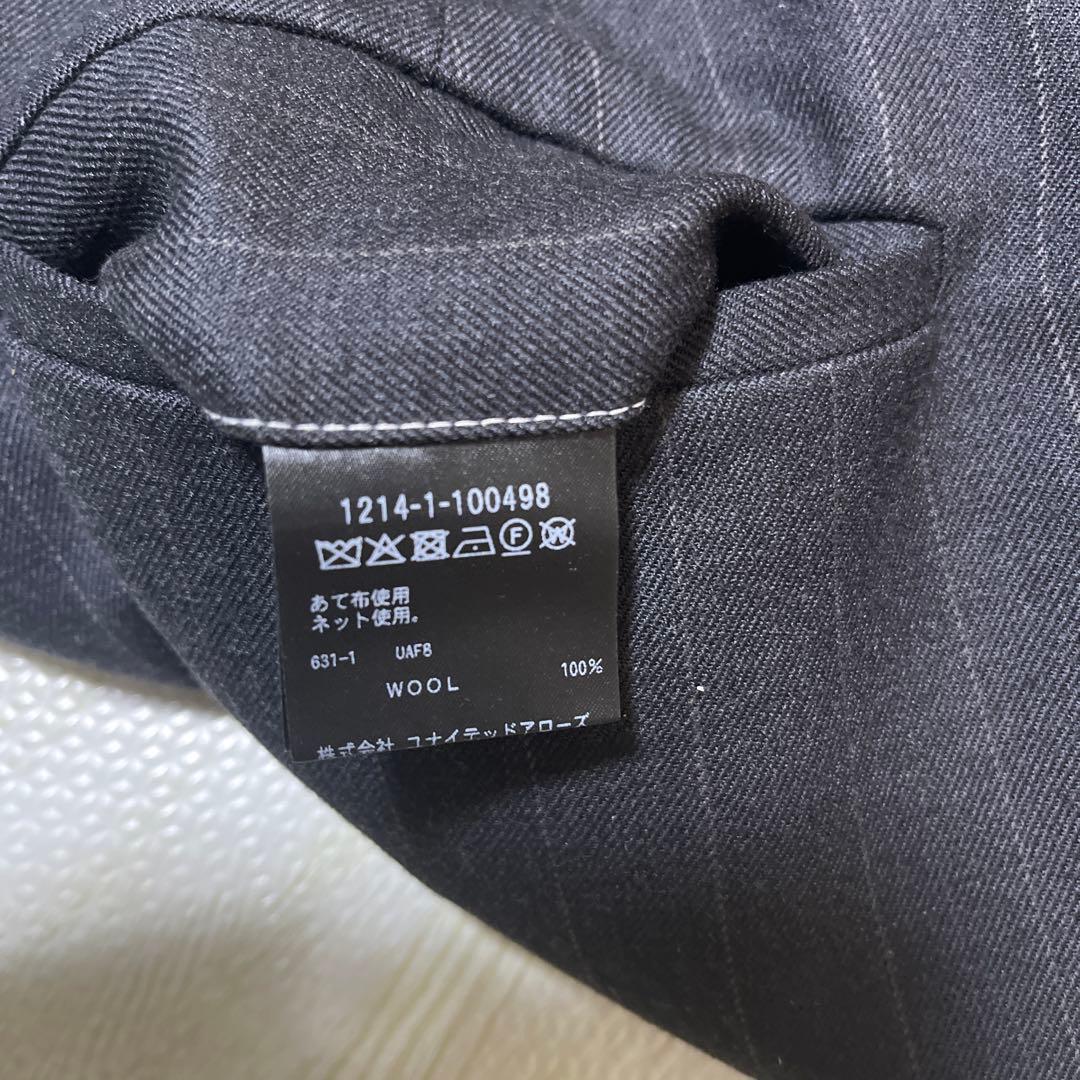 1214-1-100498
F W
あて布使用
ネット使用。
631-1 UAF8
WOOL 100%
株式会社 ユナイテッドアローズ